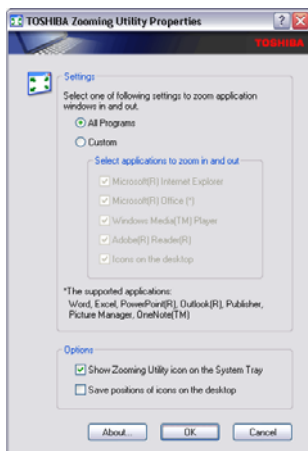 TOSHIBA Zooming Utility Properties
TOSHIBA
Settings
Select one of following settings to zoom application
windows in and out.
All Programs
Custom
Select applications to zoom in and out
Microsoft(R) Internet Explorer
Microsoft(R) Office (*)
Windows Media(TM) Player
Adobe(R) Reader(R)
Icons on the desktop
*The supported applications:
Word, Excel, PowerPoint(R), Outlook(R), Publisher,
Picture Manager, OneNote(TM)
Options
Show Zooming Utility icon on the System Tray
Save positions of icons on the desktop
About...
OK
Cancel